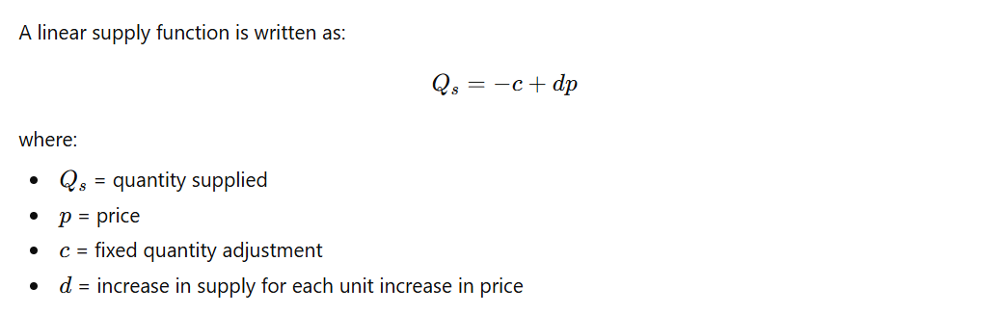 A linear supply function is written as:
Qₛ = −c + dp
where:
• Qₛ = quantity supplied
• p = price
• c = fixed quantity adjustment
• d = increase in supply for each unit increase in price